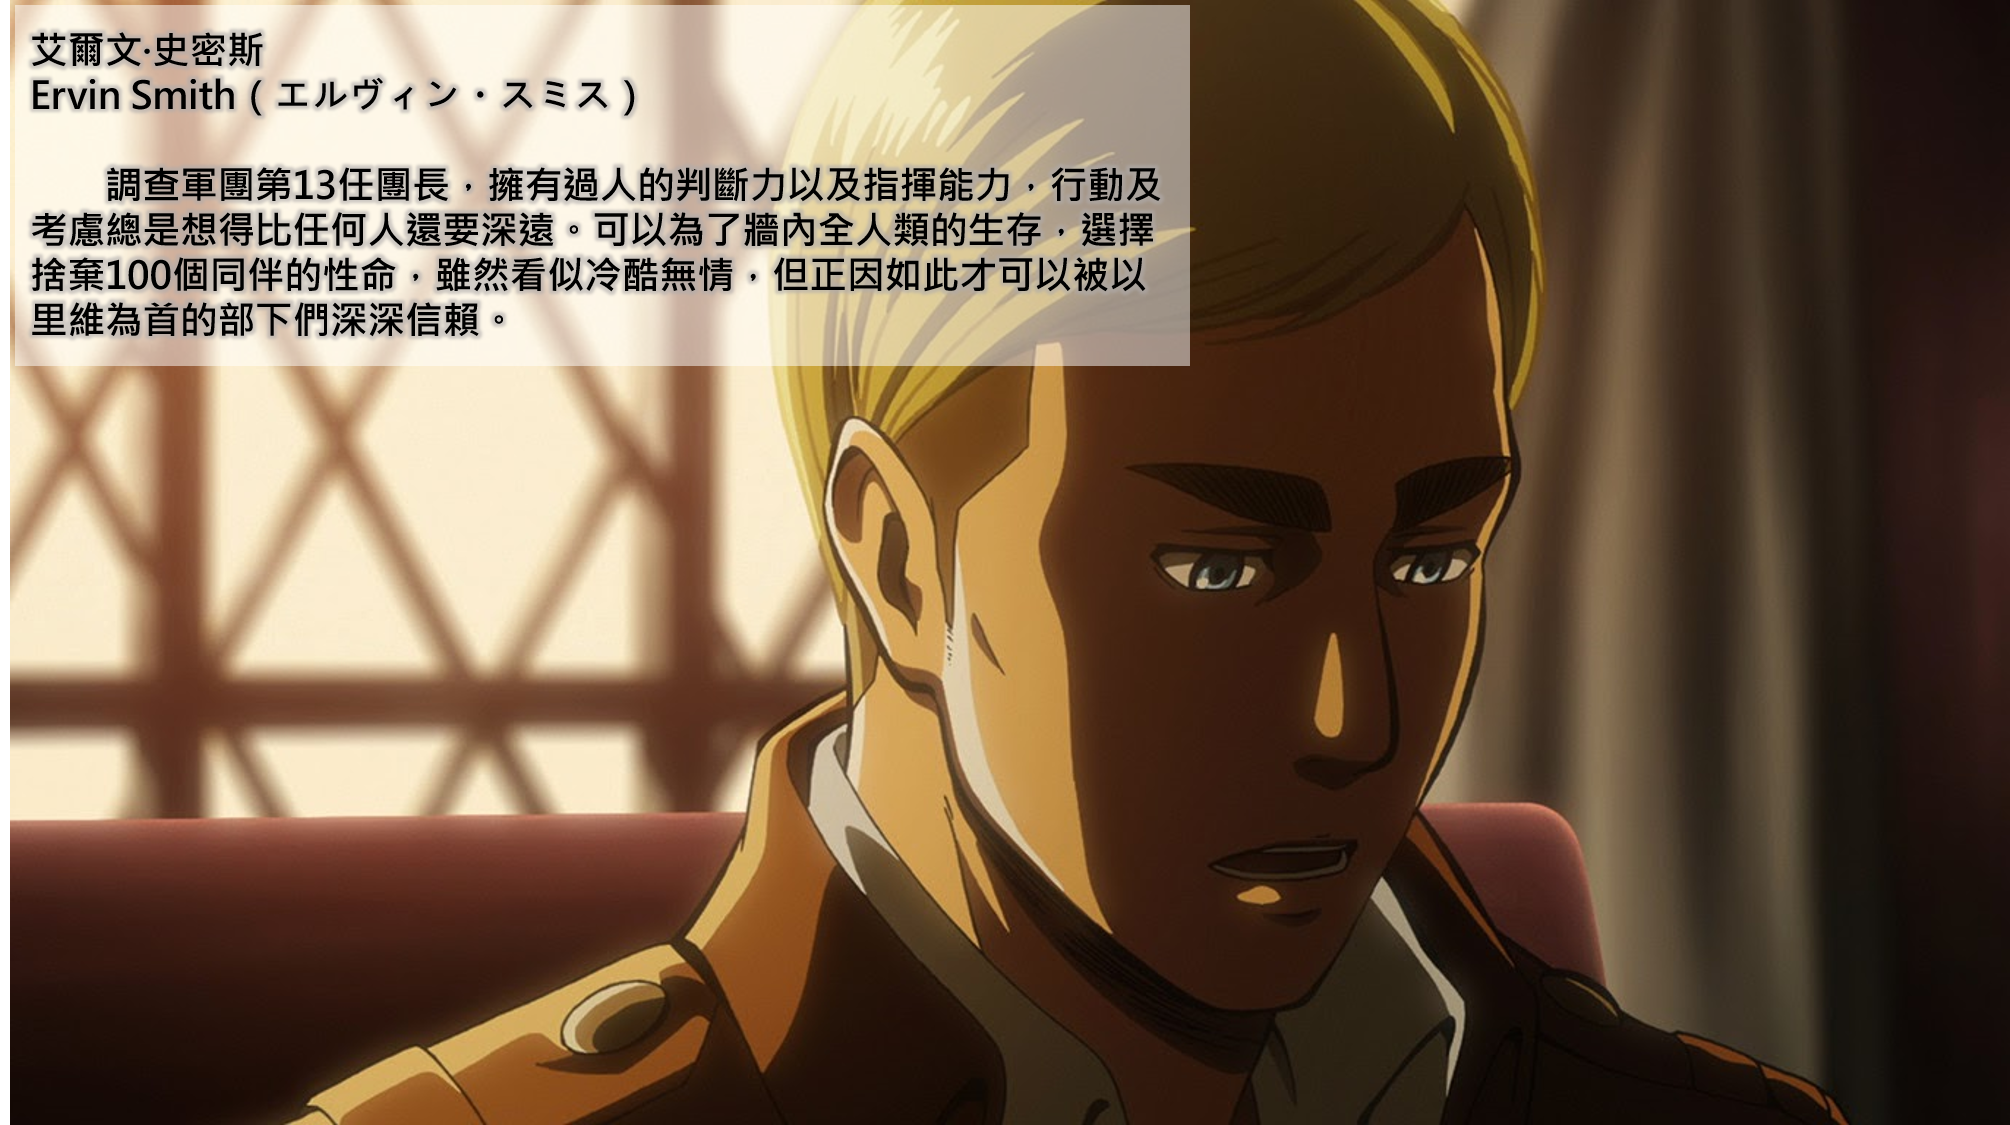 艾爾文·史密斯
Ervin Smith（エルヴィン・スミス）
調查軍團第13任團長，擁有過人的判斷力以及指揮能力，行動及
考慮總是想得比任何人還要深遠。可以為了牆內全人類的生存，選擇
捨棄100個同伴的性命，雖然看似冷酷無情，但正因如此才可以被以
里維為首的部下們深深信賴。